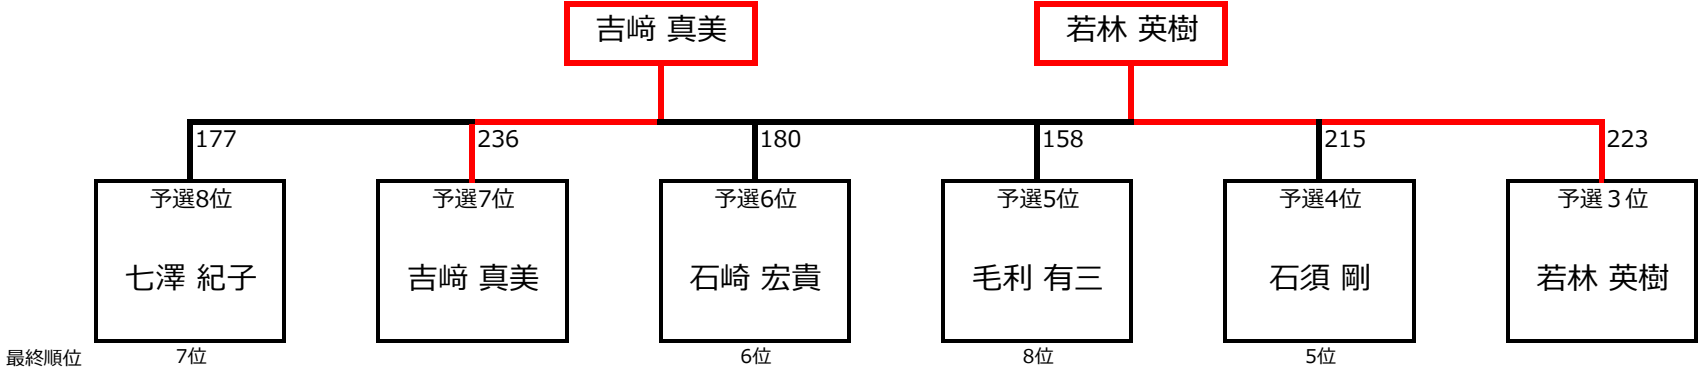 吉﨑 真美
若林 英樹
177
236
180
158
215
223
予選8位
予選7位
予選6位
予選5位
予選4位
予選３位
七澤 紀子
吉﨑 真美
石崎 宏貴
毛利 有三
石須 剛
若林 英樹
最終順位
7位
6位
8位
5位